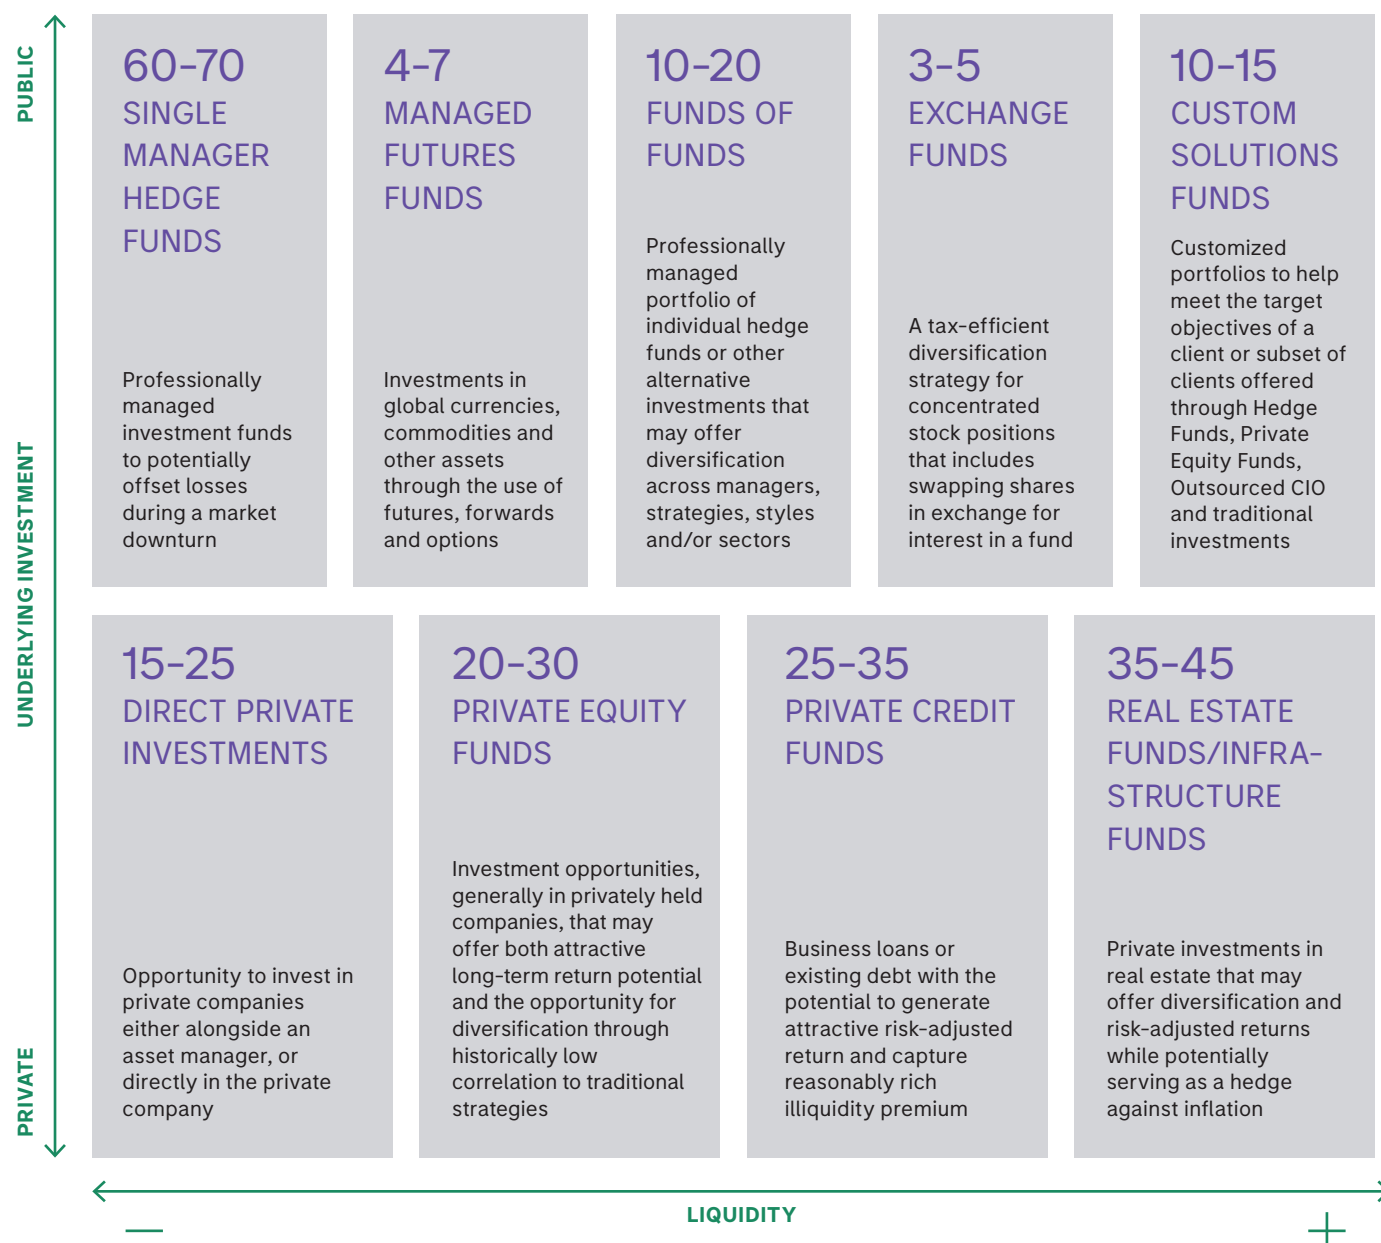 PUBLIC
60–70
SINGLE
MANAGER
HEDGE
FUNDS
Professionally
managed
investment funds
to potentially
offset losses
during a market
downturn
4–7
MANAGED
FUTURES
FUNDS
Investments in
global currencies,
commodities and
other assets
through the use of
futures, forwards
and options
10–20
FUNDS OF
FUNDS
Professionally
managed
portfolio of
individual hedge
funds or other
alternative
investments that
may offer
diversification
across managers,
strategies, styles
and/or sectors
3–5
EXCHANGE
FUNDS
A tax-efficient
diversification
strategy for
concentrated
stock positions
that includes
swapping shares
in exchange for
interest in a fund
10–15
CUSTOM
SOLUTIONS
FUNDS
Customized
portfolios to help
meet the target
objectives of a
client or subset of
clients offered
through Hedge
Funds, Private
Equity Funds,
Outsourced CIO
and traditional
investments
UNDERLYING INVESTMENT
15–25
DIRECT PRIVATE
INVESTMENTS
Opportunity to invest in
private companies
either alongside an
asset manager, or
directly in the private
company
20–30
PRIVATE EQUITY
FUNDS
Investment opportunities,
generally in privately held
companies, that may
offer both attractive
long-term return potential
and the opportunity for
diversification through
historically low
correlation to traditional
strategies
25–35
PRIVATE CREDIT
FUNDS
Business loans or
existing debt with the
potential to generate
attractive risk-adjusted
return and capture
reasonably rich
illiquidity premium
35–45
REAL ESTATE
FUNDS/INFRA-
STRUCTURE
FUNDS
Private investments in
real estate that may
offer diversification and
risk-adjusted returns
while potentially
serving as a hedge
against inflation
PRIVATE
LIQUIDITY
— +